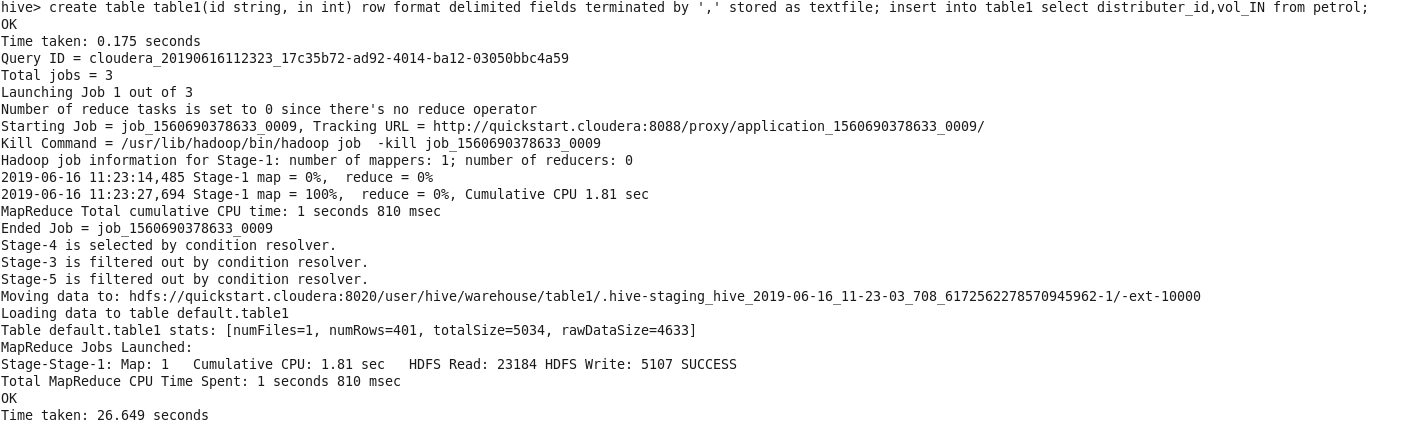 hive> create table table1(id string, in int) row format delimited fields terminated by ',' stored as textfile; insert into table1 select distributer_id,vol_IN from petrol;
OK
Time taken: 0.175 seconds
Query ID = cloudera_20190616112323_17c35b72-ad92-4014-ba12-03050bbc4a59
Total jobs = 3
Launching Job 1 out of 3
Number of reduce tasks is set to 0 since there's no reduce operator
Starting Job = job_1560690378633_0009, Tracking URL = http://quickstart.cloudera:8088/proxy/application_1560690378633_0009/
Kill Command = /usr/lib/hadoop/bin/hadoop job  -kill job_1560690378633_0009
Hadoop job information for Stage-1: number of mappers: 1; number of reducers: 0
2019-06-16 11:23:14,485 Stage-1 map = 0%,  reduce = 0%
2019-06-16 11:23:27,694 Stage-1 map = 100%,  reduce = 0%, Cumulative CPU 1.81 sec
MapReduce Total cumulative CPU time: 1 seconds 810 msec
Ended Job = job_1560690378633_0009
Stage-4 is selected by condition resolver.
Stage-3 is filtered out by condition resolver.
Stage-5 is filtered out by condition resolver.
Moving data to: hdfs://quickstart.cloudera:8020/user/hive/warehouse/table1/.hive-staging_hive_2019-06-16_11-23-03_708_6172562278570945962-1/-ext-10000
Loading data to table default.table1
Table default.table1 stats: [numFiles=1, numRows=401, totalSize=5034, rawDataSize=4633]
MapReduce Jobs Launched:
Stage-Stage-1: Map: 1   Cumulative CPU: 1.81 sec   HDFS Read: 23184 HDFS Write: 5107 SUCCESS
Total MapReduce CPU Time Spent: 1 seconds 810 msec
OK
Time taken: 26.649 seconds